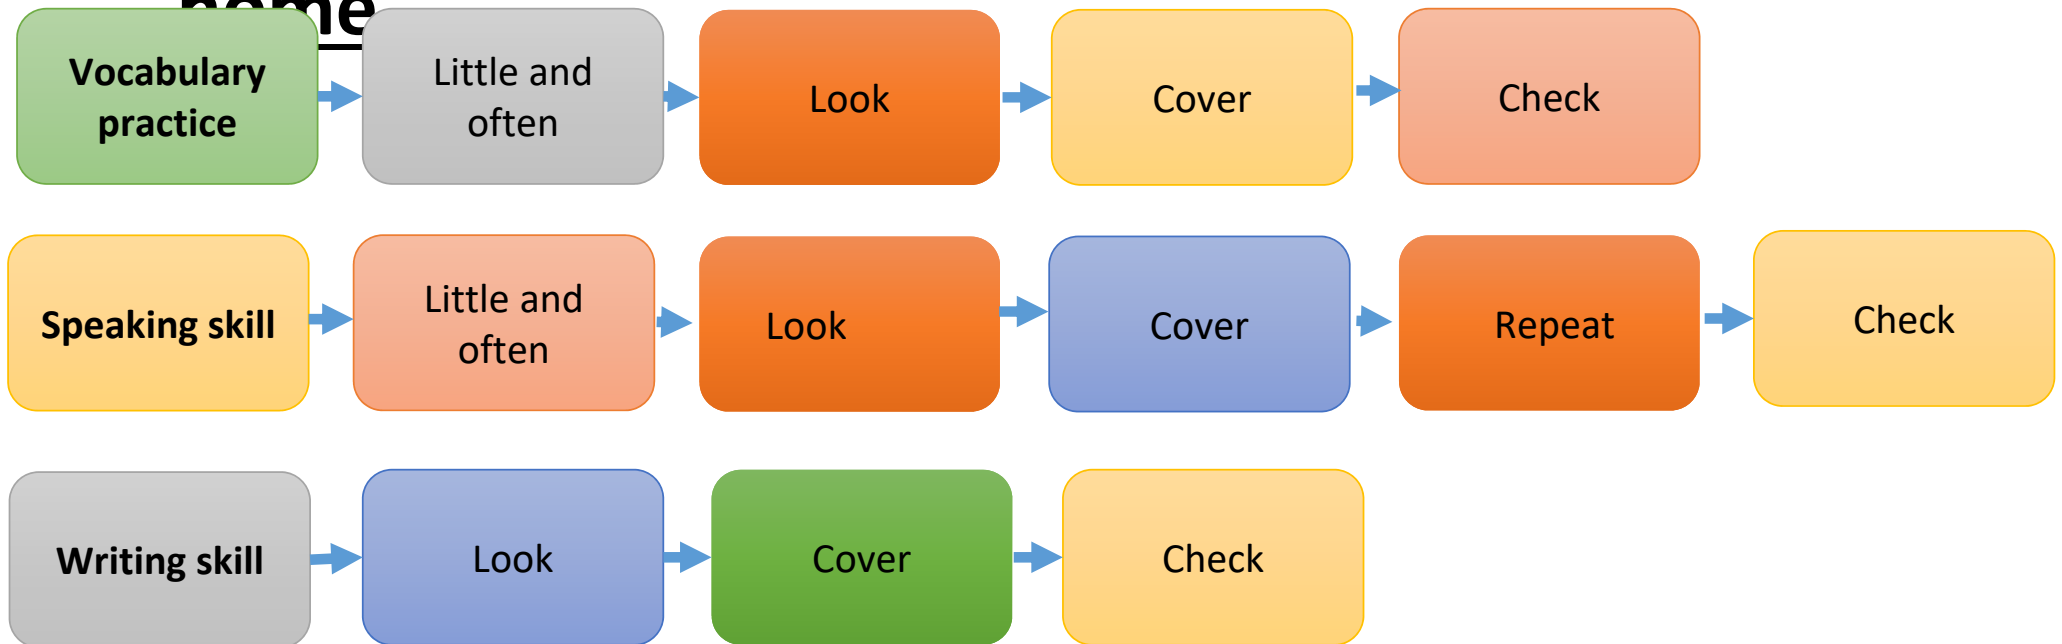 home
Vocabulary
practice
Little and
often
Look
Cover
Check
Speaking skill
Little and
often
Look
Cover
Repeat
Check
Writing skill
Look
Cover
Check